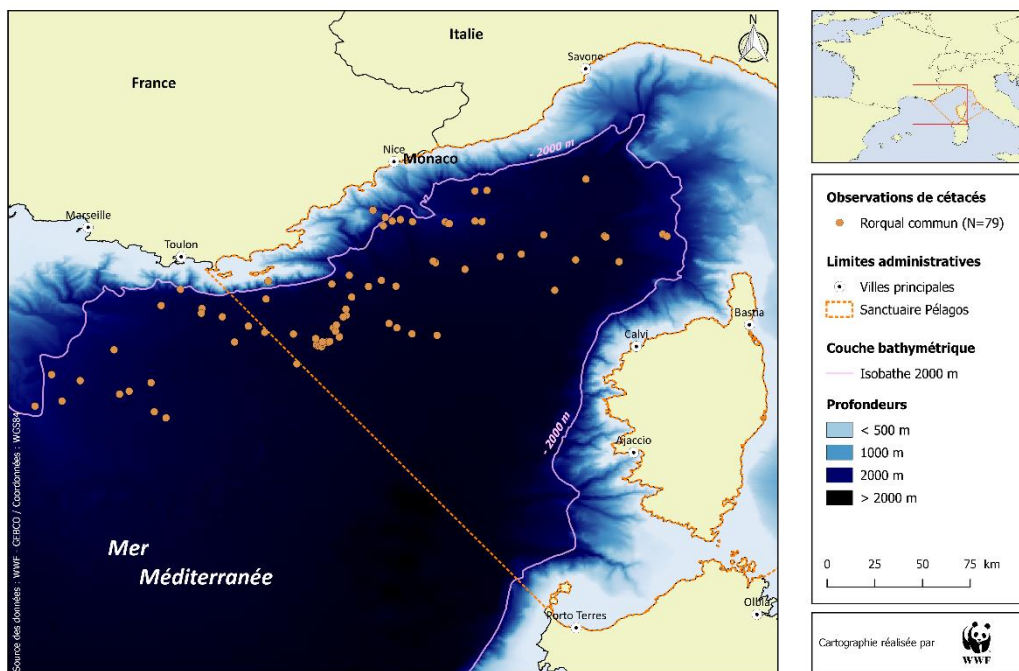 Italie
N
Savone
France
Nice
Monaco
- 2000 m
Marseille
Toulon
Bastia
Calvi
- 2000 m
Ajaccio
Mer
Méditerranée
Porto Terres
Olbia
Source des données : WWF - GEBCO / Coordonnées : WGS84
Observations de cétacés
Rorqual commun (N=79)
Limites administratives
Villes principales
Sanctuaire Pélagos
Couche bathymétrique
Isobathe 2000 m
Profondeurs
< 500 m
1000 m
2000 m
> 2000 m
0 25 50 75 km
Cartographie réalisée par
WWF